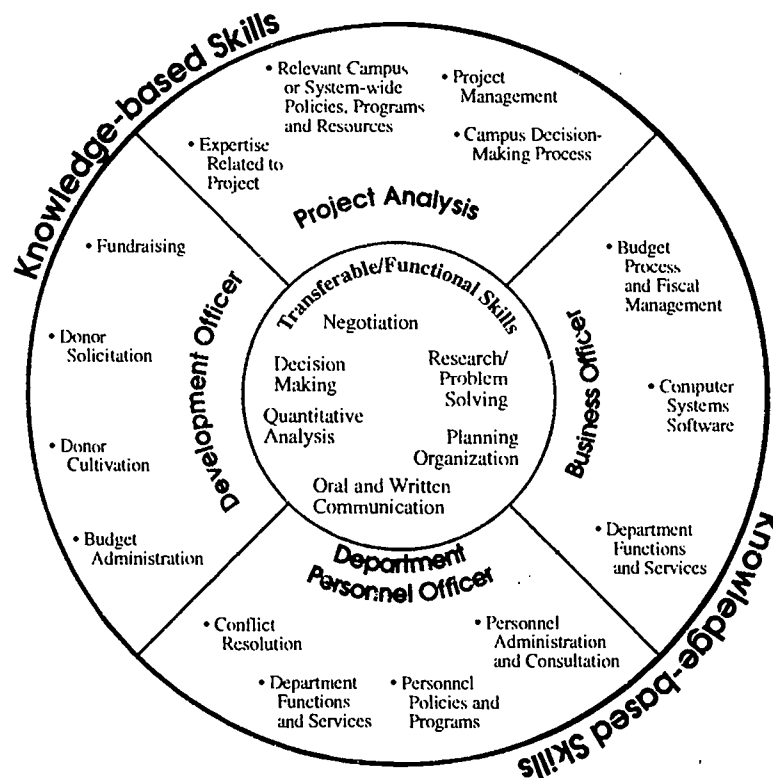 Knowledge-based Skills
• Relevant Campus
or System-wide
Policies, Programs
and Resources
• Project
Management
• Campus Decision-
Making Process
• Expertise
Related to
Project
Project Analysis
• Fundraising
• Donor
Solicitation
• Donor
Cultivation
• Budget
Administration
Development Officer
Transferable/Functional Skills
Negotiation
Decision
Making
Research/
Problem
Solving
Quantitative
Analysis
Planning
Organization
Oral and Written
Communication
Business Officer
• Budget
Process
and Fiscal
Management
• Computer
Systems
Software
• Department
Functions
and Services
Department
Personnel Officer
• Conflict
Resolution
• Department
Functions
and Services
• Personnel
Policies and
Programs
• Personnel
Administration
and Consultation
Knowledge-based Skills